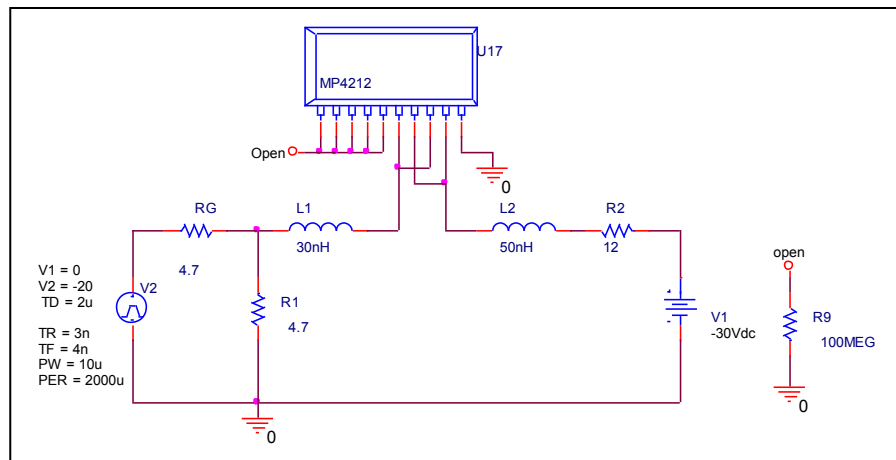 U17
MP4212
Open
0
RG
L1
L2
R2
4.7
30nH
50nH
12
open
V1 = 0
V2 = -20
TD = 2u
TR = 3n
TF = 4n
PW = 10u
PER = 2000u
V2
R1
4.7
V1
-30Vdc
R9
100MEG
0
0